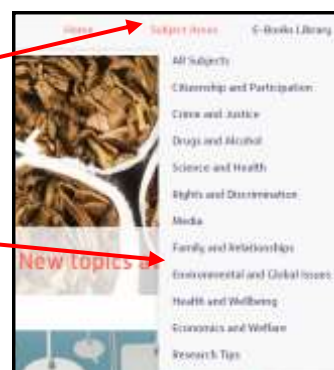 Home Subject Areas E-Books Library
All Subjects
Citizenship and Participation
Crime and Justice
Drugs and Alcohol
Science and Health
Rights and Discrimination
Media
Family and Relationships
New topics a
Environmental and Global Issues
Health and Wellbeing
Economics and Welfare
Research Tips